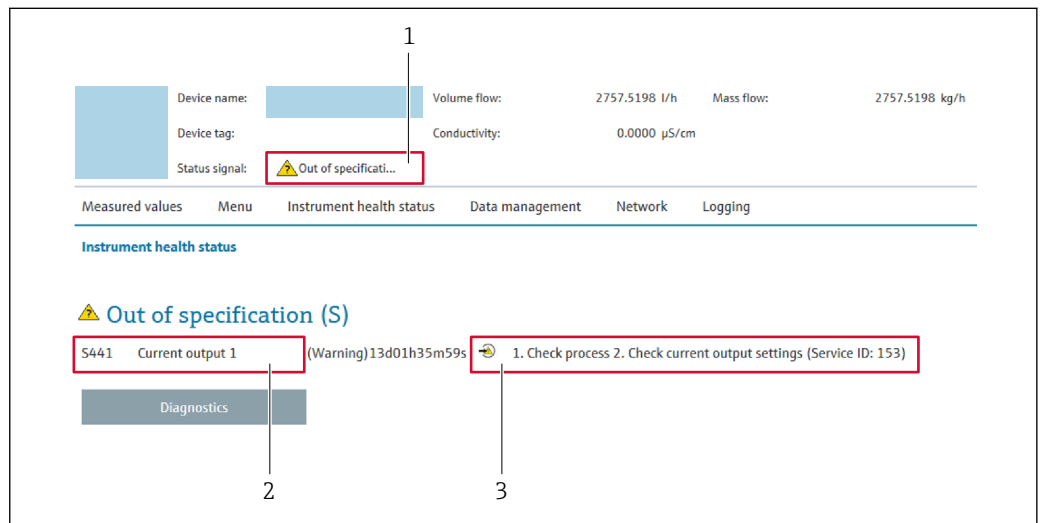 1
Device name: Volume flow: 2757.5198 l/h Mass flow: 2757.5198 kg/h
Device tag: Conductivity: 0.0000 µS/cm
Status signal: Out of specificati...
Measured values Menu Instrument health status Data management Network Logging
Instrument health status
Out of specification (S)
S441 Current output 1 (Warning)13d01h35m59s 1. Check process 2. Check current output settings (Service ID: 153)
Diagnostics
2 3